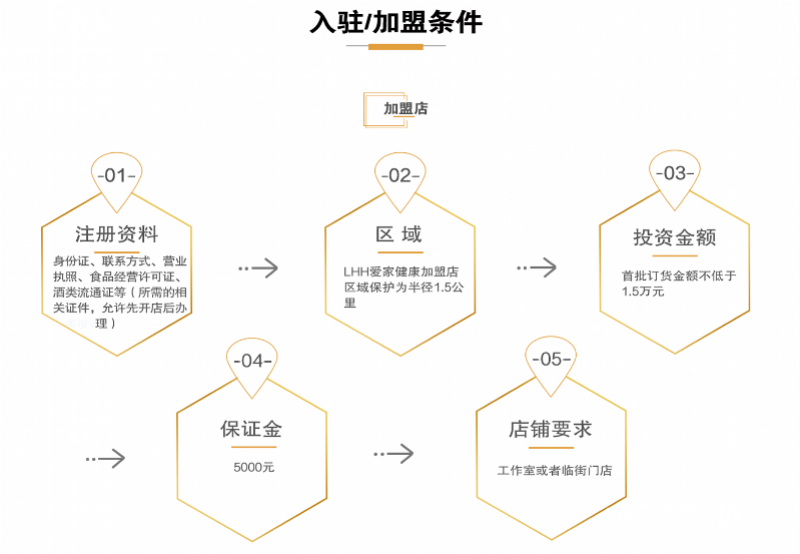 入驻/加盟条件
加盟店
-01-
注册资料
身份证、联系方式、营业
执照、食品经营许可证、
酒类流通证等（所需的相
关证件，允许先开店后办
理）
-02-
区 域
LHH爱家健康加盟店
区域保护为半径1.5公
里
-03-
投资金额
首批订货金额不低于
1.5万元
-04-
保证金
5000元
-05-
店铺要求
工作室或者临街门店